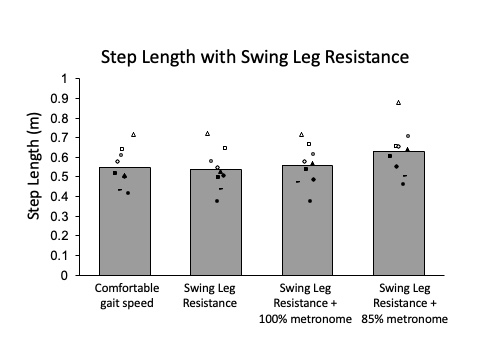 Step Length with Swing Leg Resistance
Step Length (m)
1
0.9
0.8
0.7
0.6
0.5
0.4
0.3
0.2
0.1
0
Comfortable
gait speed
Swing Leg
Resistance
Swing Leg
Resistance +
100% metronome
Swing Leg
Resistance +
85% metronome